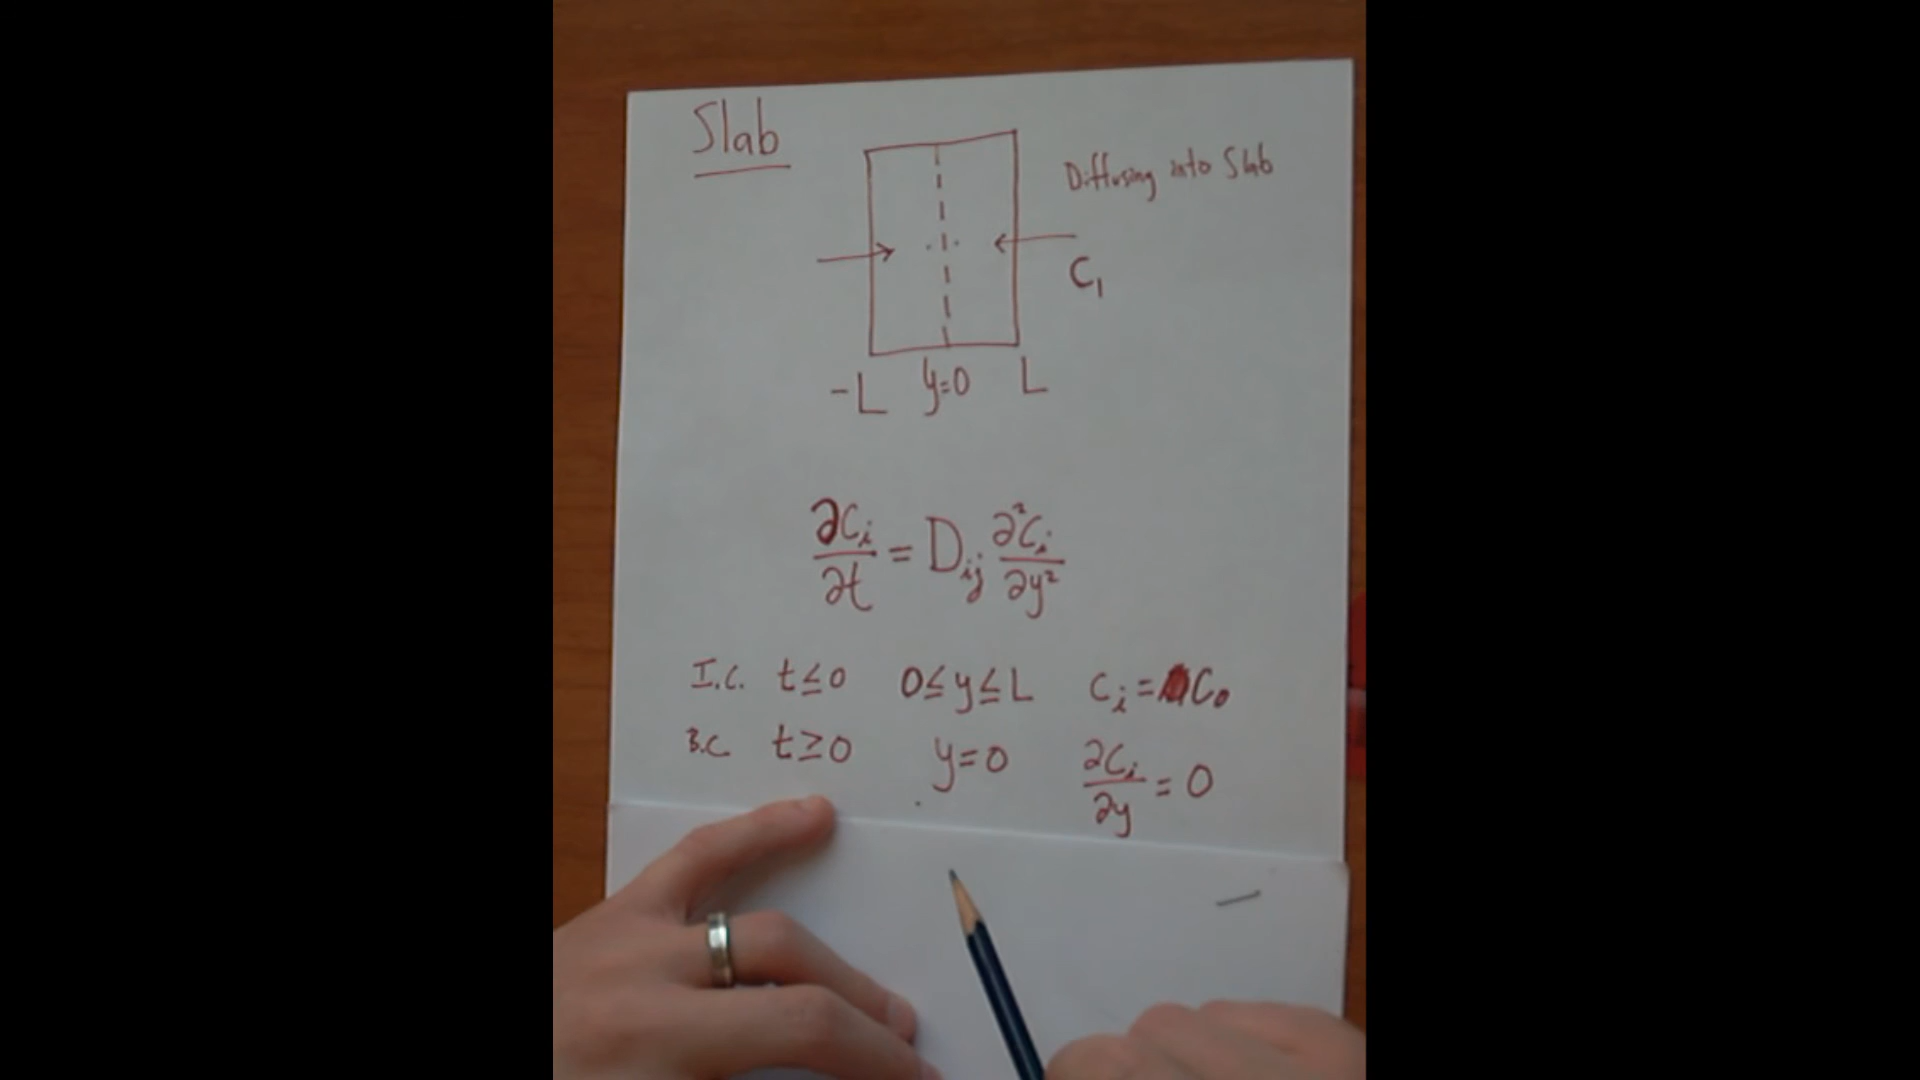 Slab
Diffusing into Slab
C₁
-L y=0 L
∂Cᵢ/∂t = Dᵢⱼ ∂²Cᵢ/∂y²
I.C. t≤0 0≤y≤L Cᵢ = C₀
B.C. t≥0 y=0 ∂Cᵢ/∂y = 0